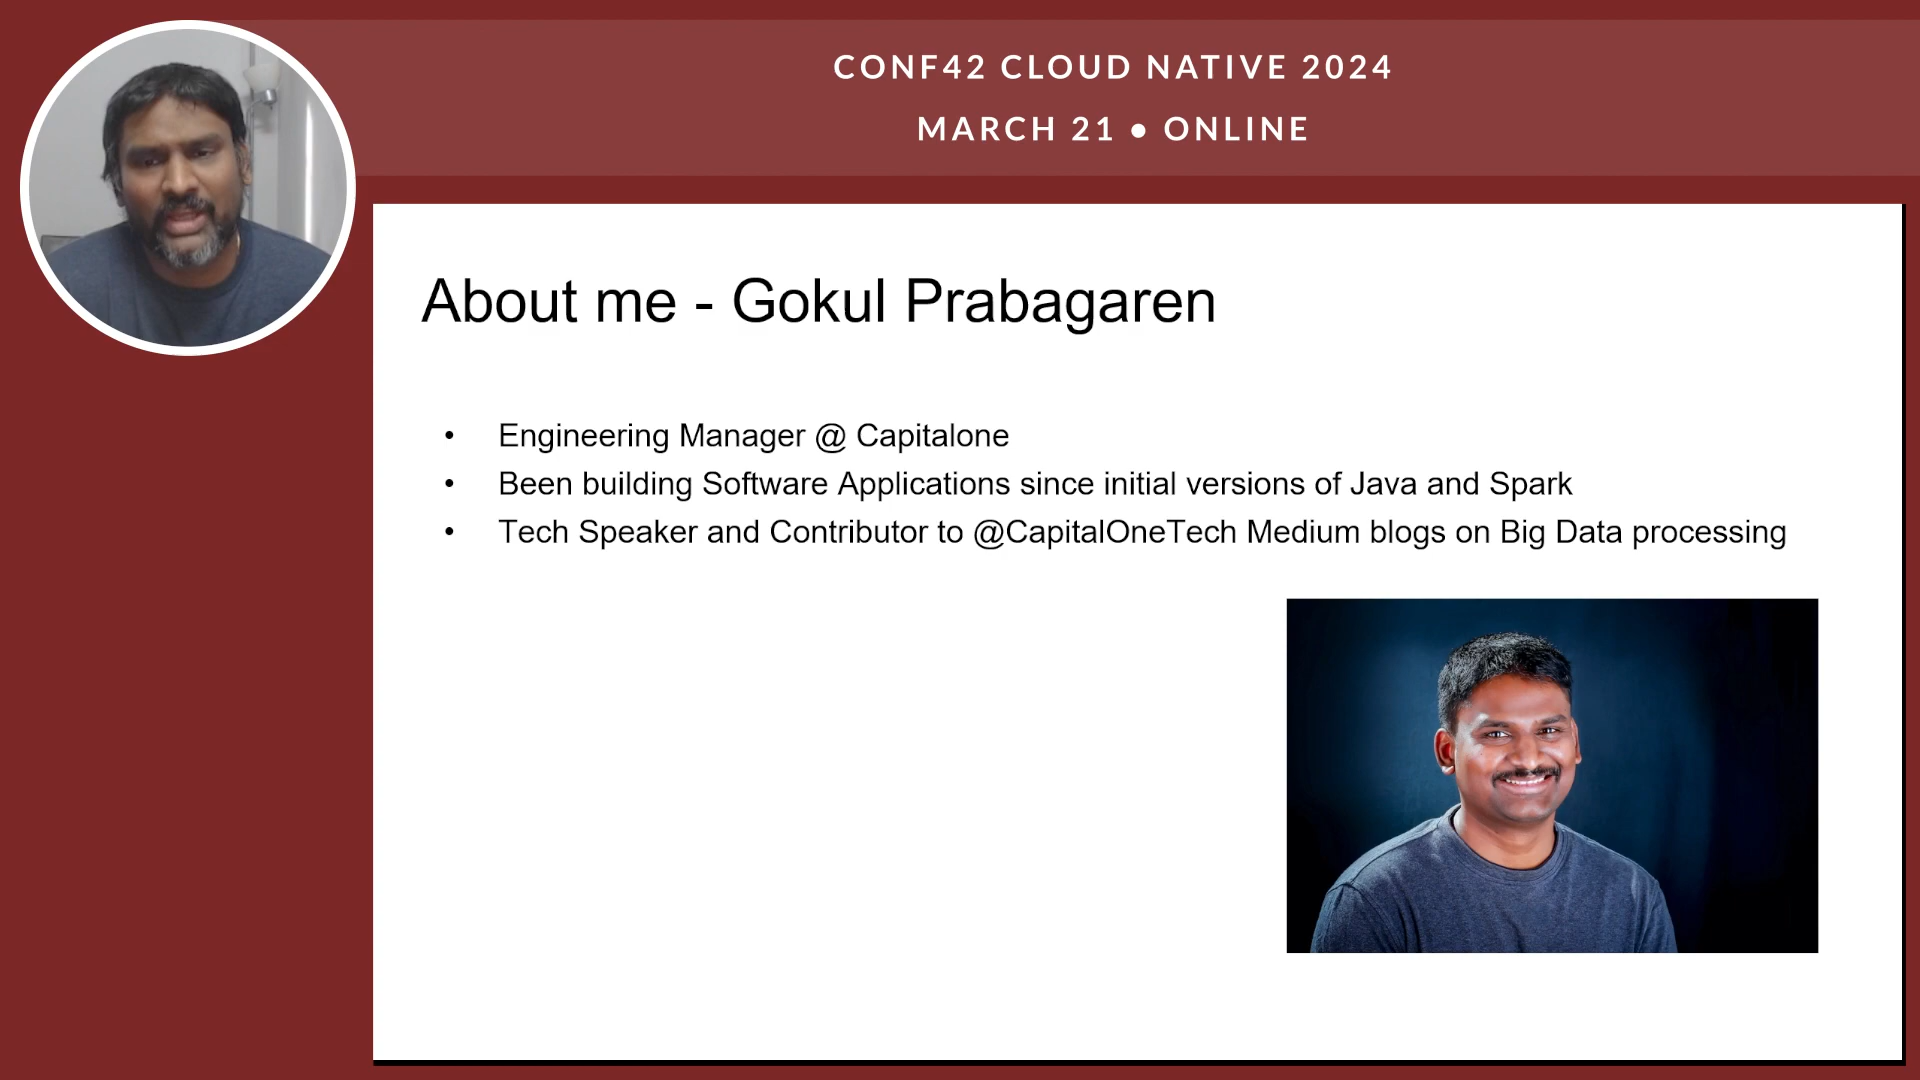 CONF42 CLOUD NATIVE 2024
MARCH 21 • ONLINE
About me - Gokul Prabagaren
• Engineering Manager @ Capitalone
• Been building Software Applications since initial versions of Java and Spark
• Tech Speaker and Contributor to @CapitalOneTech Medium blogs on Big Data processing